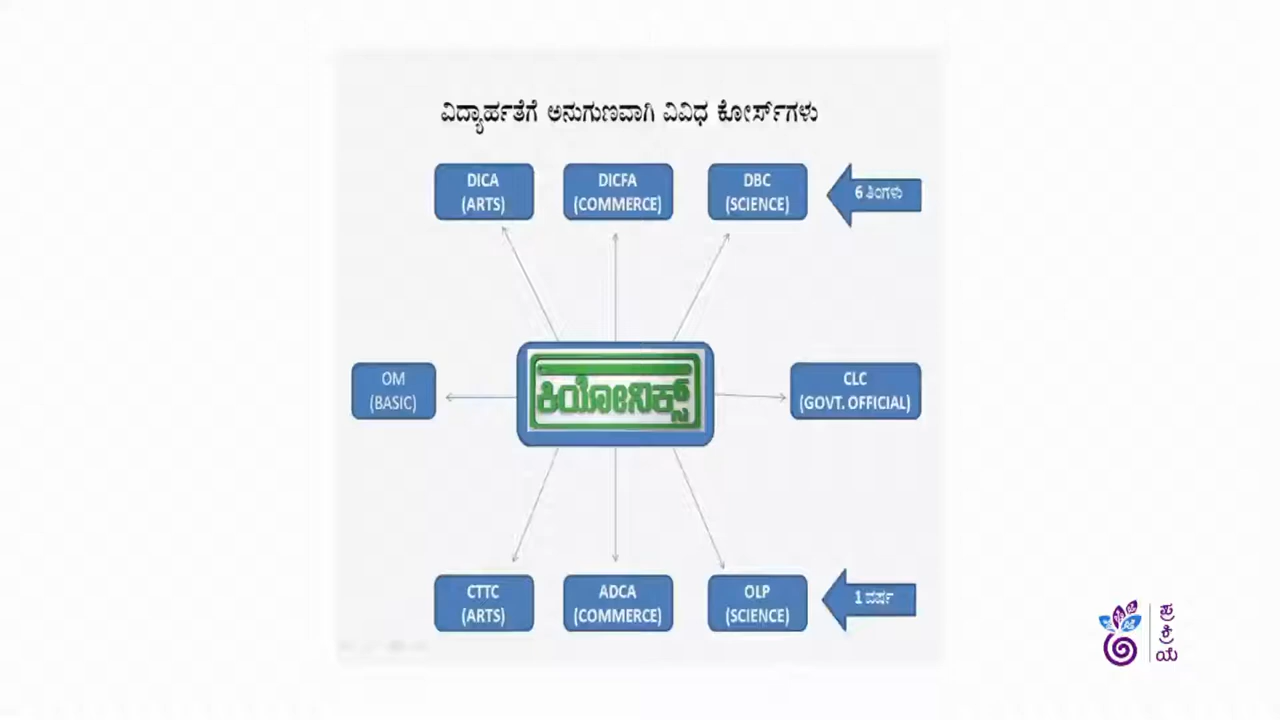 ವಿದ್ಯಾರ್ಹತೆಗೆ ಅನುಗುಣವಾಗಿ ವಿವಿಧ ಕೋರ್ಸ್‌ಗಳು
DICA
(ARTS)
DICFA
(COMMERCE)
DBC
(SCIENCE)
6 ತಿಂಗಳು
OM
(BASIC)
ಕಿಯೋನಿಕ್ಸ್
CLC
(GOVT. OFFICIAL)
CTTC
(ARTS)
ADCA
(COMMERCE)
OLP
(SCIENCE)
1 ವರ್ಷ
ಪ್ರ
ಕ್ರಿ
ಯೆ